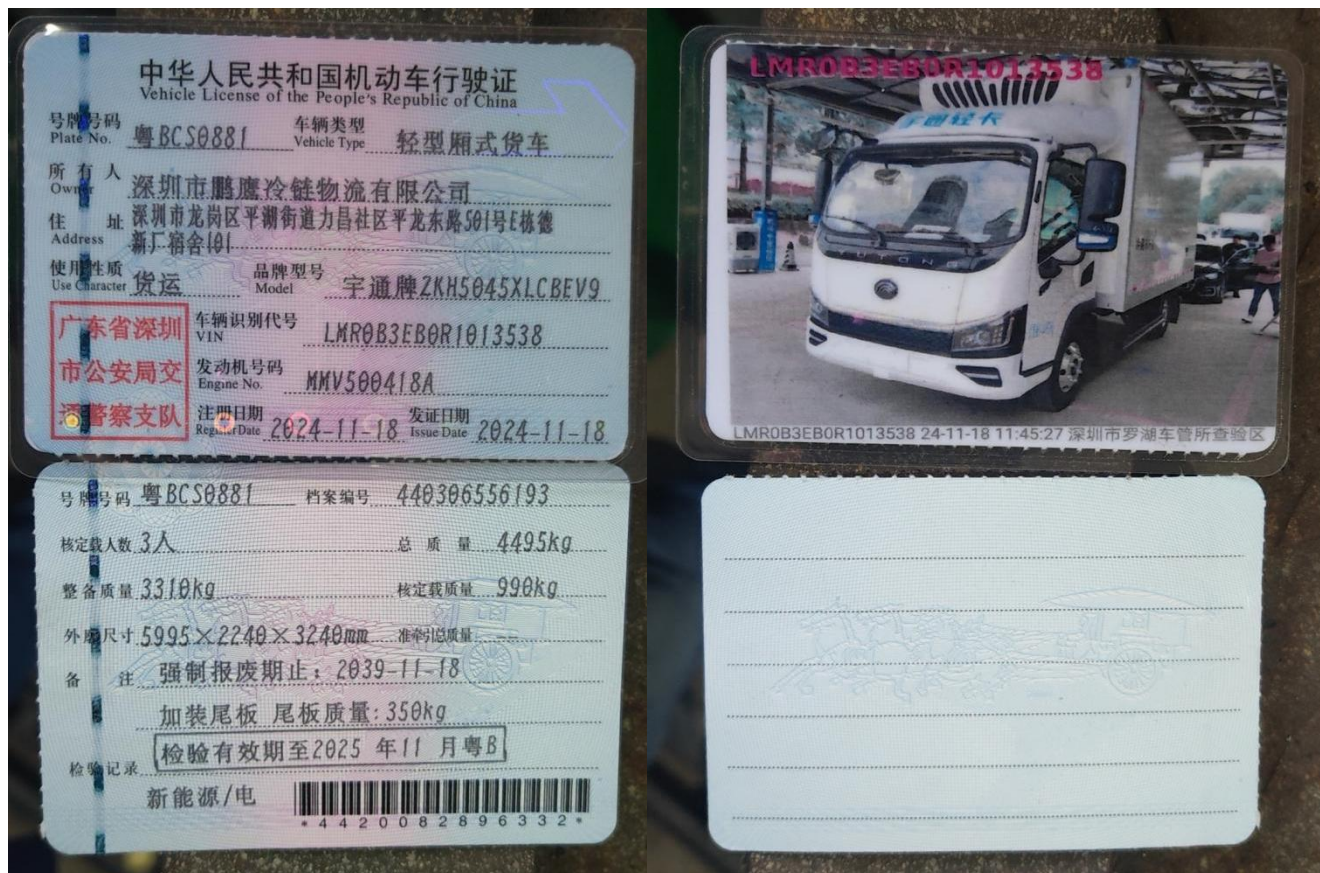 中华人民共和国机动车行驶证
Vehicle License of the People's Republic of China
号牌号码 粤BCS0881 车辆类型 轻型厢式货车
Plate No. Vehicle Type
所有人 深圳市鹏鹰冷链物流有限公司
Owner
住址 深圳市龙岗区平湖街道力昌社区平龙东路501号E栋德
Address 新厂宿舍101
使用性质 货运 品牌型号 宇通牌ZKH5045XLCBEV9
Use Character Model
广东省深圳
市公安局交
通警察支队
车辆识别代号 LMR0B3EB0R1013538
VIN
发动机号码 MMV500418A
Engine No.
注册日期 2024-11-18 发证日期 2024-11-18
Register Date Issue Date
号牌号码 粤BCS0881 档案编号 440306556193
核定载人数 3人 总质量 4495kg
整备质量 3310kg 核定载质量 990kg
外廓尺寸 5995×2240×3240mm 准牵引总质量 --
备注 强制报废期止：2039-11-18
加装尾板 尾板质量:350kg
检验有效期至2025 年11 月粤B
检验记录
新能源/电
*4420082896332*
LMR0B3EB0R1013538
宇通轻卡
YUTONG
LMR0B3EB0R1013538 24-11-18 11:45:27 深圳市罗湖车管所查验区